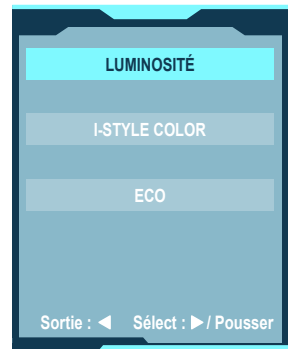 LUMINOSITÉ
I-STYLE COLOR
ECO
Sortie : ◀ Sélect : ▶ / Pousser